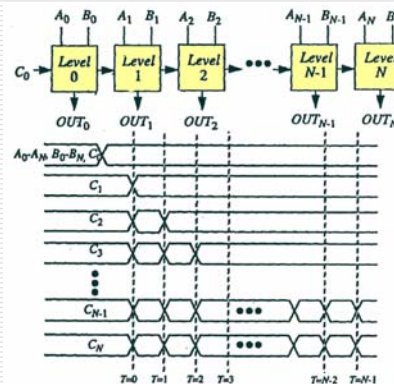 A₀ B₀ A₁ B₁ A₂ B₂ Aₙ₋₁ Bₙ₋₁ Aₙ B
C₀ Level 0 Level 1 Level 2 ••• Level N-1 Level N
OUT₀ OUT₁ OUT₂ OUTₙ₋₁ OUTₙ
A₀-Aₙ, B₀-Bₙ, C
C₁
C₂
C₃
Cₙ₋₁ •••
Cₙ •••
T=0 T=1 T=2 T=3 T=N-2 T=N-1